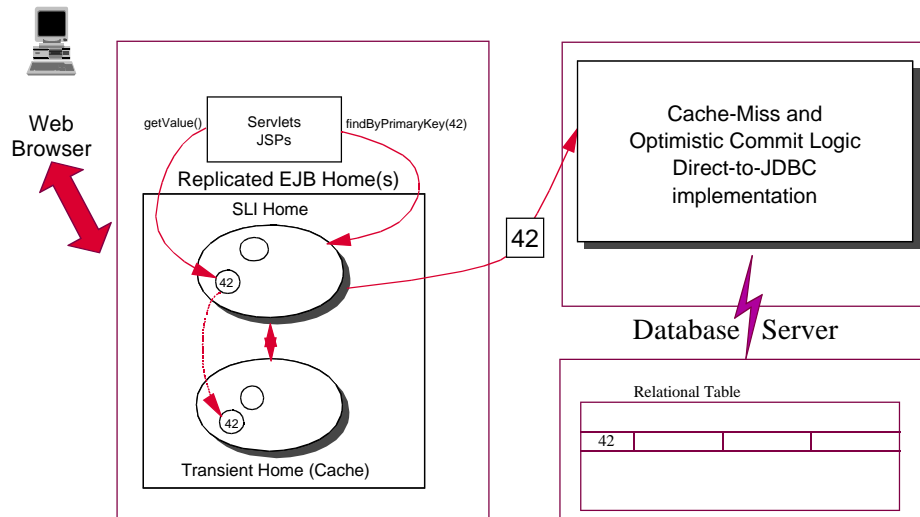 Web
Browser
getValue()
Servlets
JSPs
findByPrimaryKey(42)
Replicated EJB Home(s)
SLI Home
42
42
Transient Home (Cache)
42
Cache-Miss and
Optimistic Commit Logic
Direct-to-JDBC
implementation
Database Server
Relational Table
42